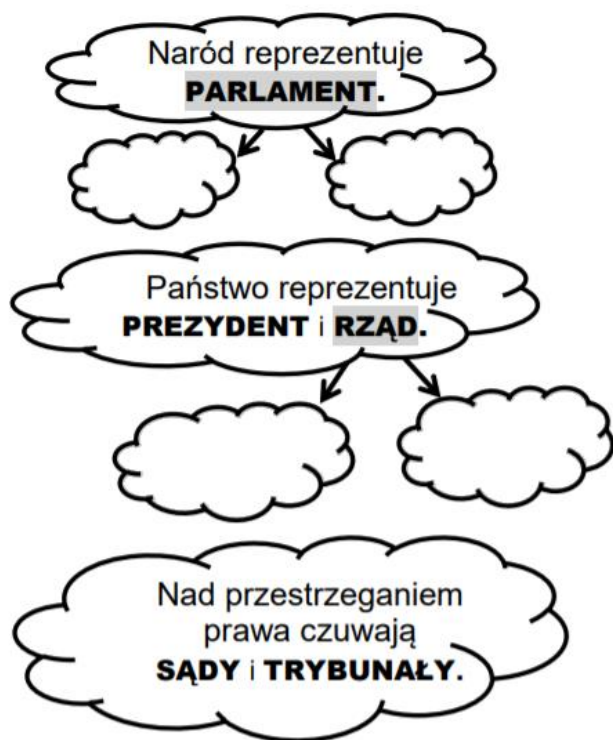 Naród reprezentuje
PARLAMENT.
Państwo reprezentuje
PREZYDENT i RZĄD.
Nad przestrzeganiem
prawa czuwają
SĄDY i TRYBUNAŁY.